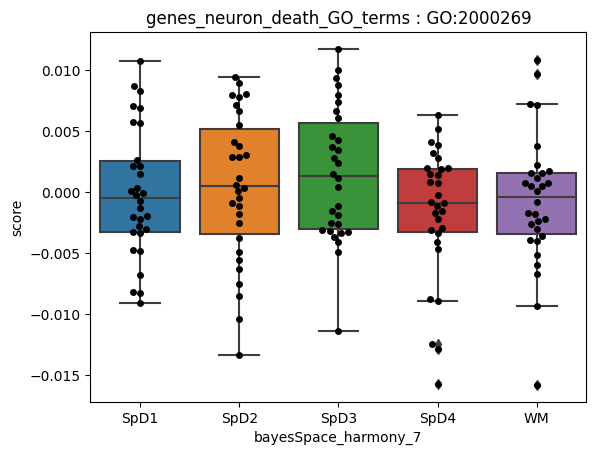 genes_neuron_death_GO_terms : GO:2000269
score
0.010
0.005
0.000
−0.005
−0.010
−0.015
SpD1 SpD2 SpD3 SpD4 WM
bayesSpace_harmony_7